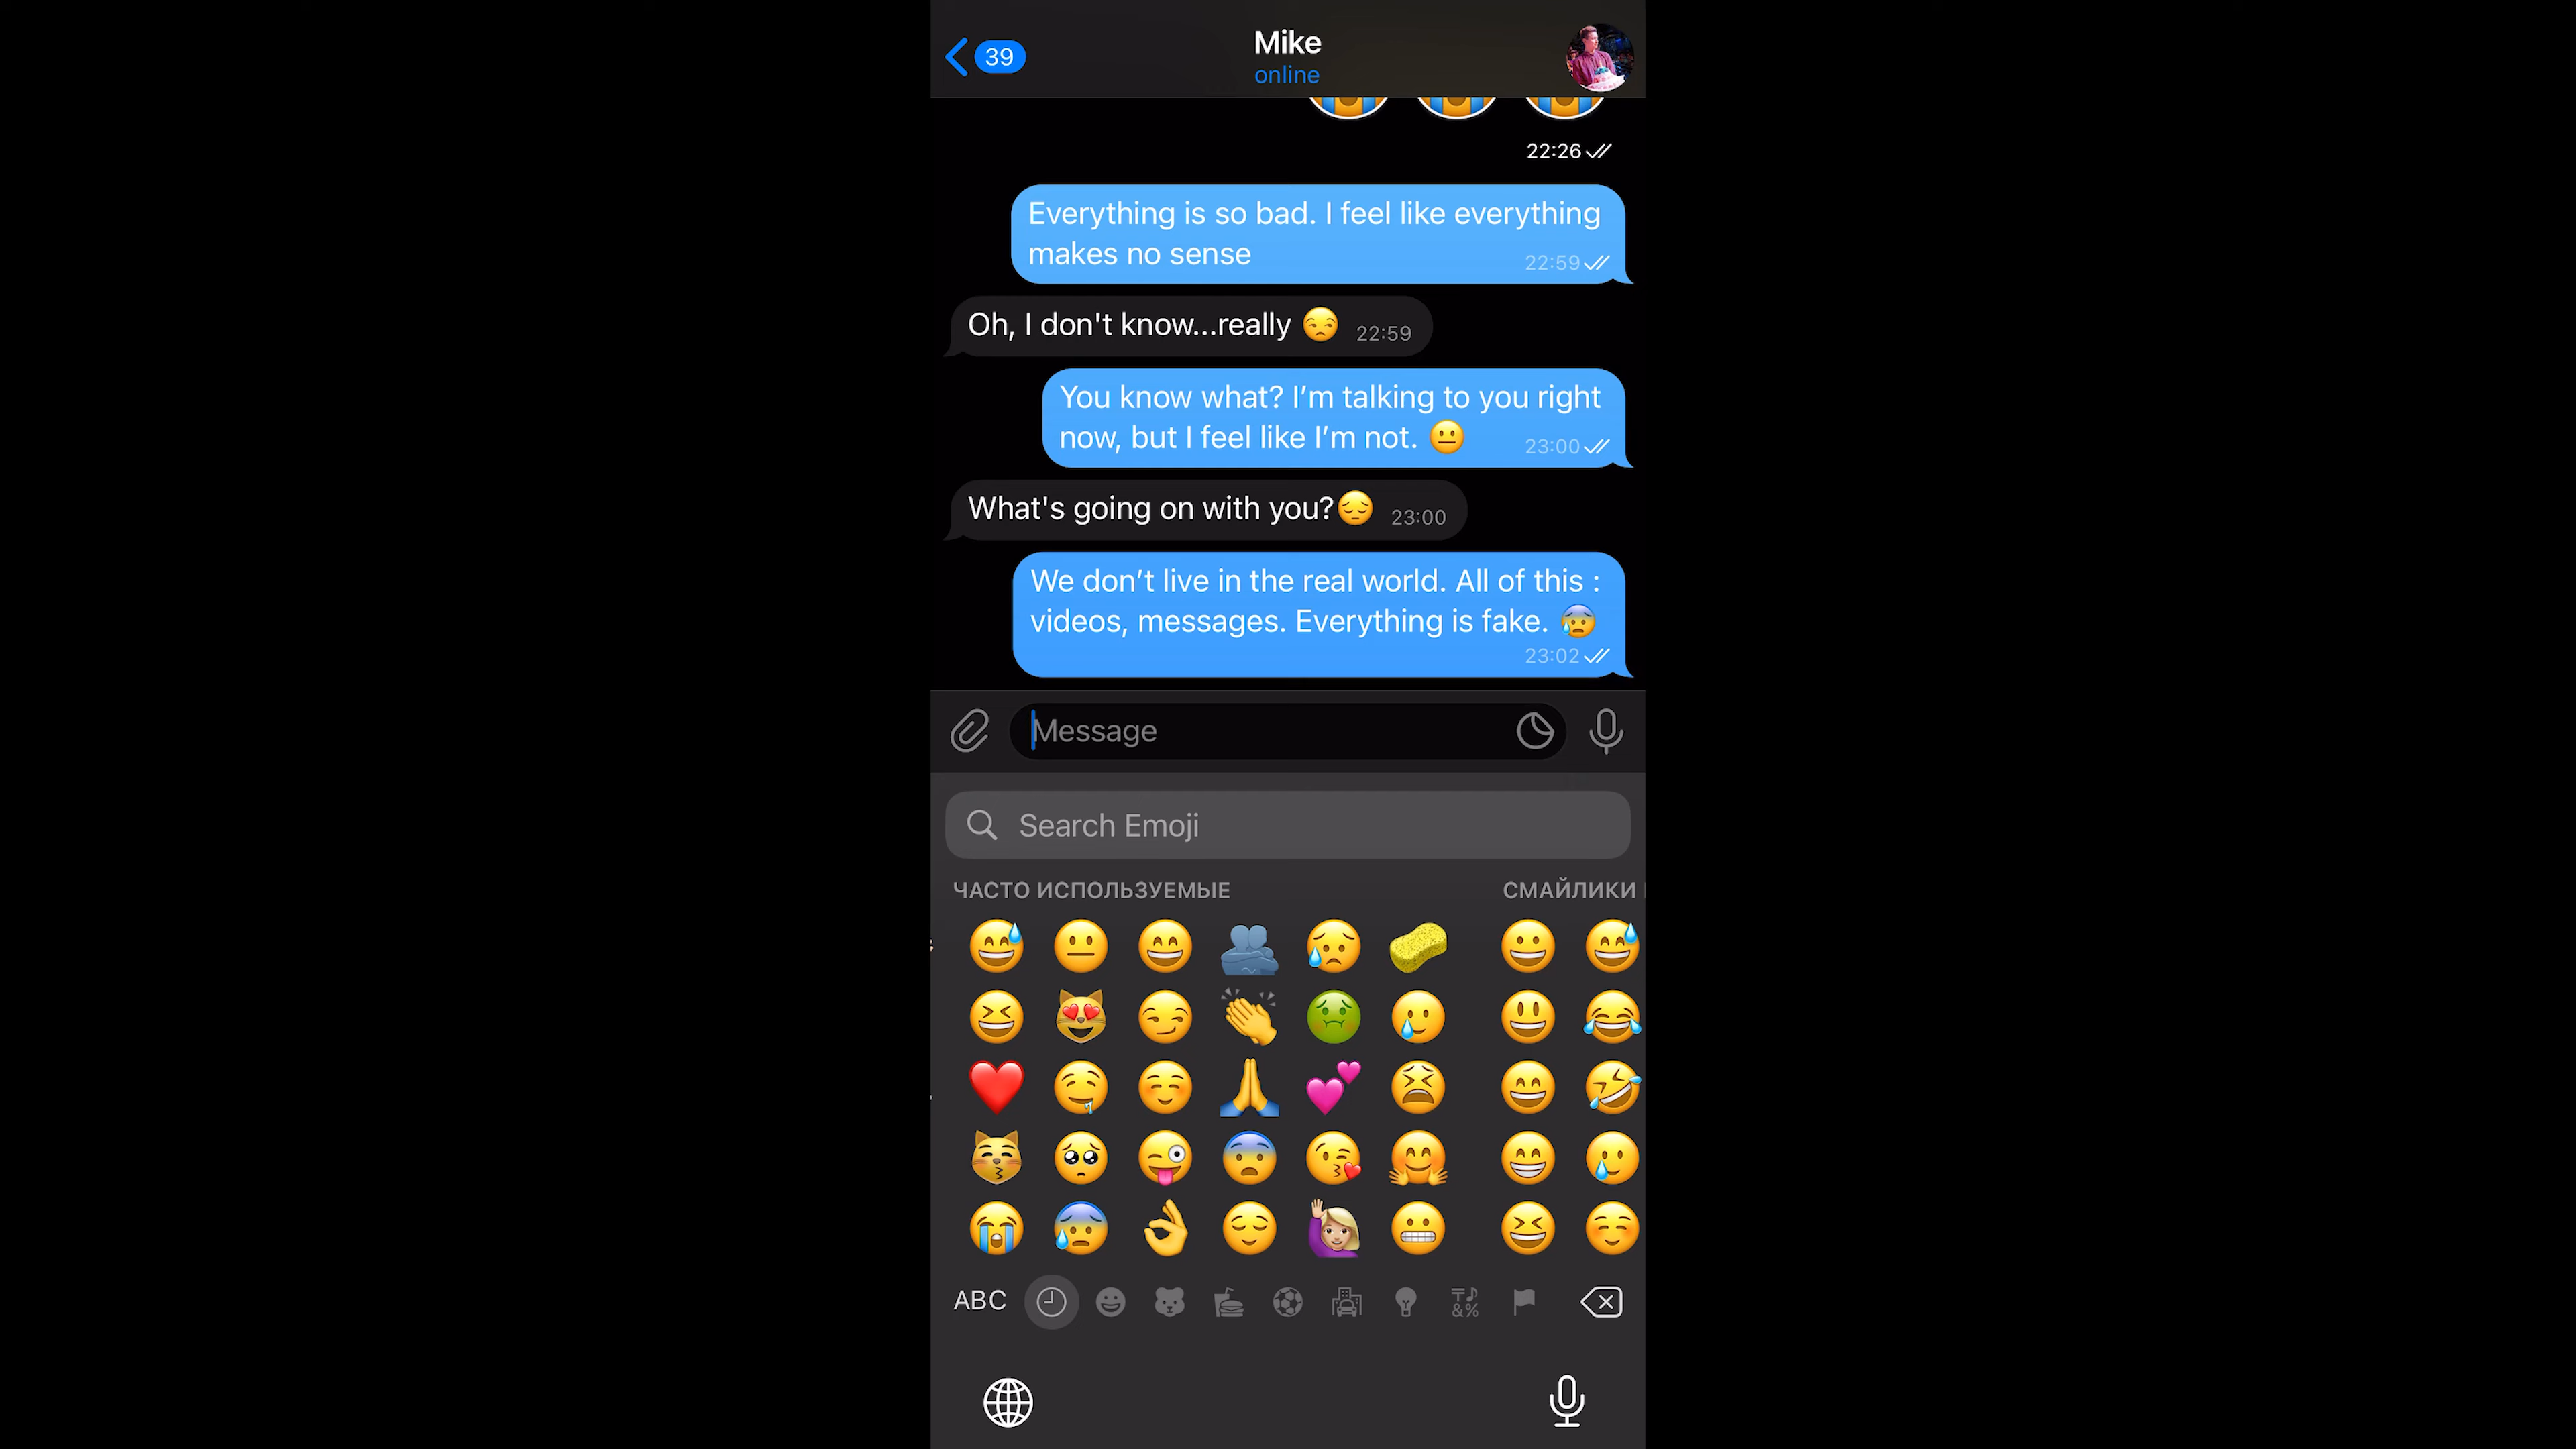 39
Mike
online
22:26
Everything is so bad. I feel like everything
makes no sense
22:59
Oh, I don't know...really 😒 22:59
You know what? I’m talking to you right
now, but I feel like I’m not. 😐 23:00
What's going on with you?😔 23:00
We don’t live in the real world. All of this :
videos, messages. Everything is fake. 😰
23:02
Message
Search Emoji
ЧАСТО ИСПОЛЬЗУЕМЫЕ
СМАЙЛИКИ
ABC
&%